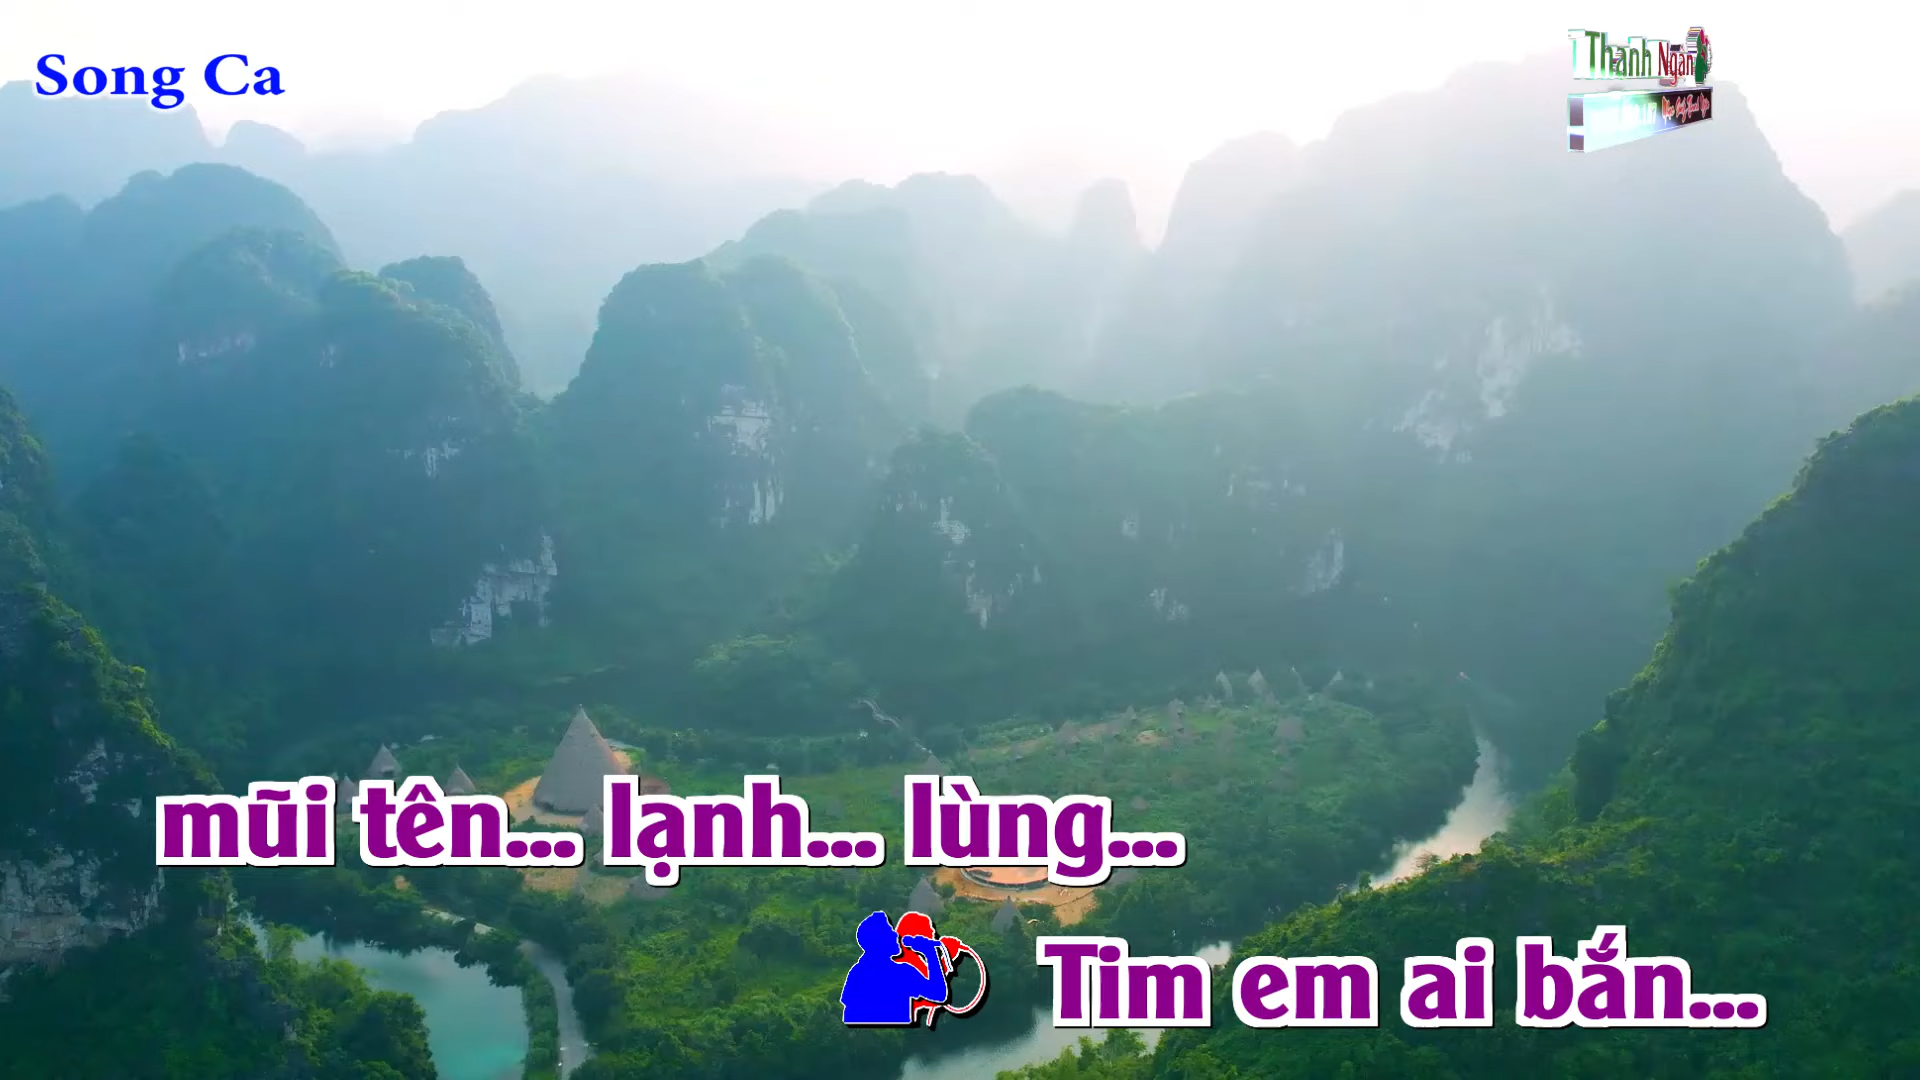 Song Ca
Thanh Ngân
mũi tên... lạnh... lùng...
Tim em ai bắn...